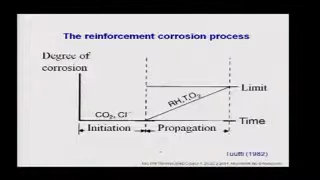 The reinforcement corrosion process
Degree of
corrosion
Limit
RH,T,O₂
CO₂, Cl⁻
Time
Initiation
Propagation
Tuutti (1982)